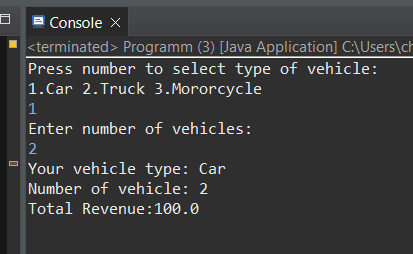 Console
<terminated> Programm (3) [Java Application] C:\Users\ch
Press number to select type of vehicle:
1.Car 2.Truck 3.Mororcycle
1
Enter number of vehicles:
2
Your vehicle type: Car
Number of vehicle: 2
Total Revenue:100.0